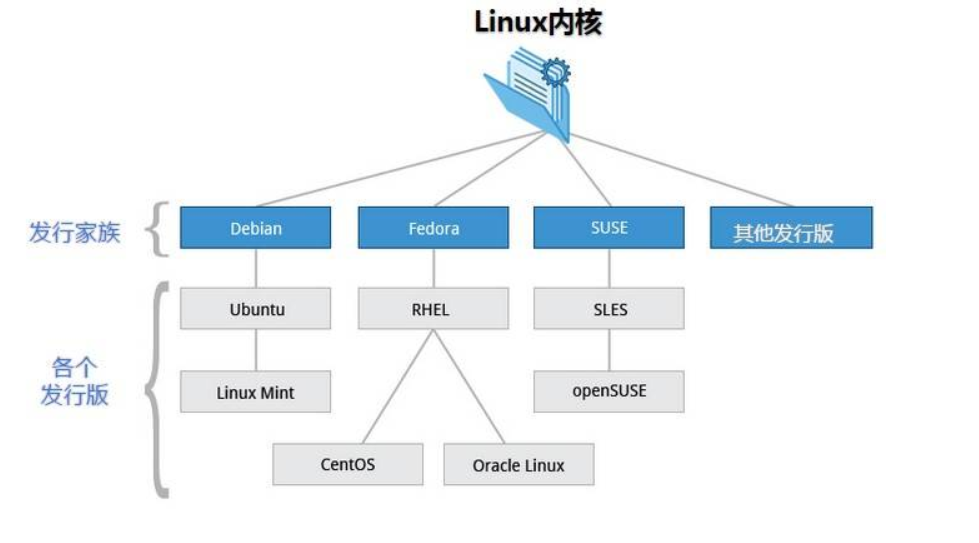 Linux内核
发行家族
Debian
Fedora
SUSE
其他发行版
各个
发行版
Ubuntu
RHEL
SLES
Linux Mint
openSUSE
CentOS
Oracle Linux